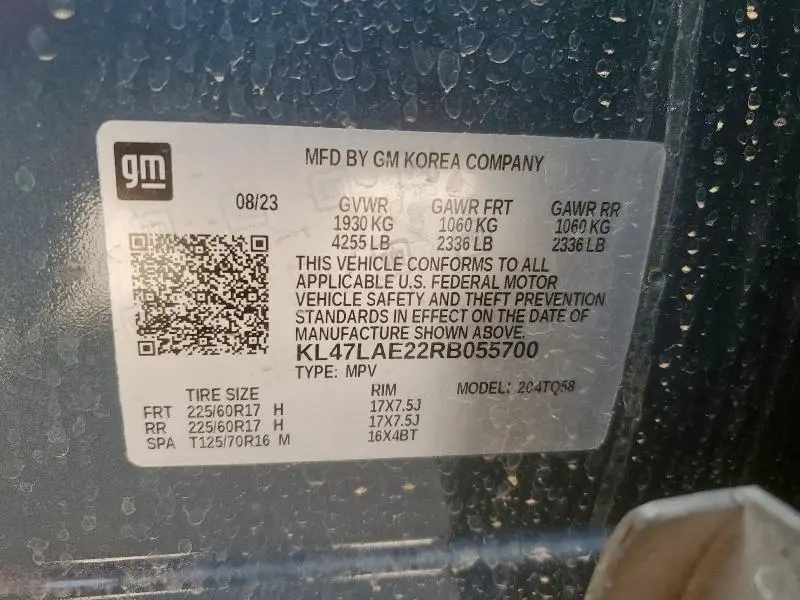 gm
MFD BY GM KOREA COMPANY
08/23 GVWR GAWR FRT GAWR RR
1930 KG 1060 KG 1060 KG
4255 LB 2336 LB 2336 LB
THIS VEHICLE CONFORMS TO ALL
APPLICABLE U.S. FEDERAL MOTOR
VEHICLE SAFETY AND THEFT PREVENTION
STANDARDS IN EFFECT ON THE DATE OF
MANUFACTURE SHOWN ABOVE.
KL47LAE22RB055700
TYPE: MPV
TIRE SIZE RIM MODEL: 204TQ58
FRT 225/60R17 H 17X7.5J
RR 225/60R17 H 17X7.5J
SPA T125/70R16 M 16X4BT